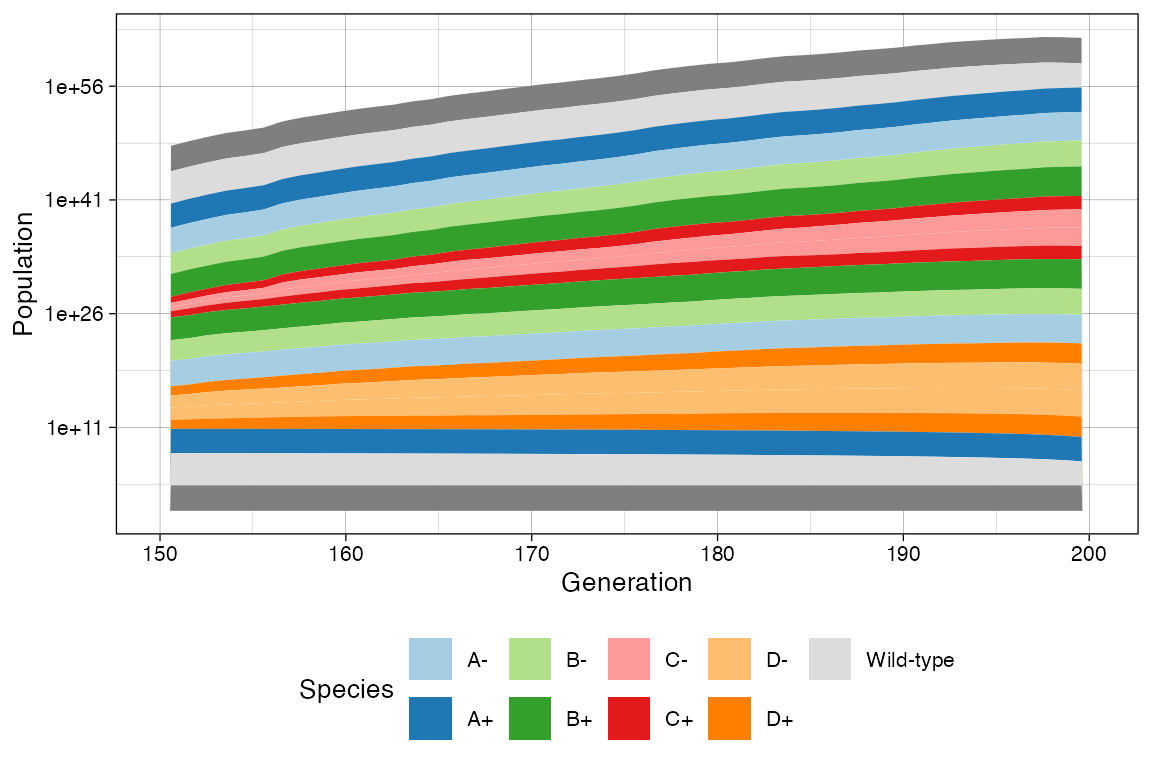 1e+56
1e+41
1e+26
1e+11
Population
150 160 170 180 190 200
Generation
Species
A- B- C- D- Wild-type
A+ B+ C+ D+